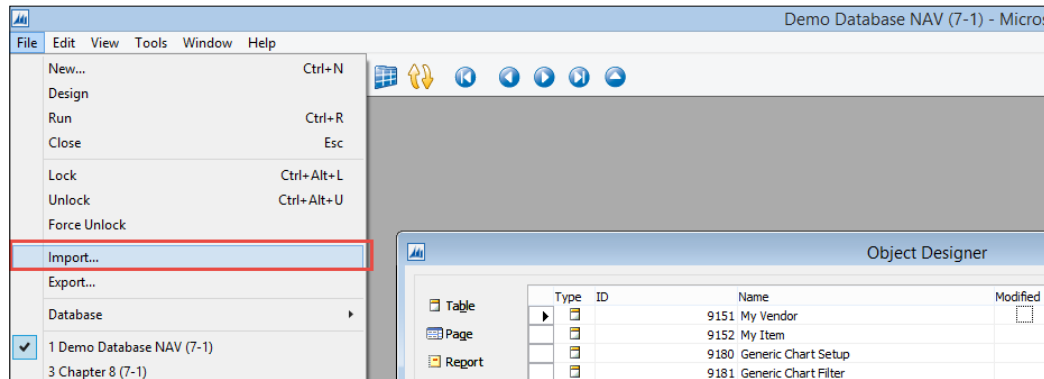 Demo Database NAV (7-1) - Micros
File Edit View Tools Window Help
New... Ctrl+N
Design
Run Ctrl+R
Close Esc
Lock Ctrl+Alt+L
Unlock Ctrl+Alt+U
Force Unlock
Import...
Export...
Database
1 Demo Database NAV (7-1)
3 Chapter 8 (7-1)
Object Designer
Table
Page
Report
Type ID Name Modified
9151 My Vendor
9152 My Item
9180 Generic Chart Setup
9181 Generic Chart Filter